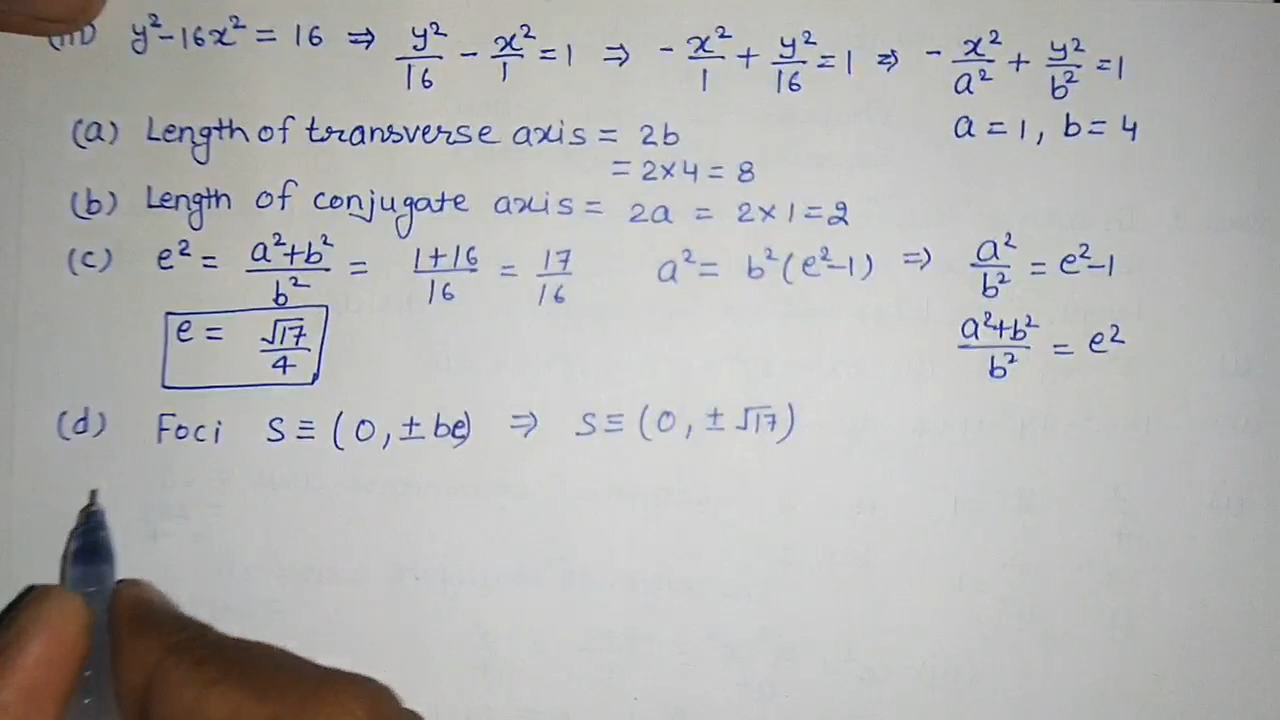 (iii) y²-16x² = 16 ⇒ y²/16 - x²/1 = 1 ⇒ - x²/1 + y²/16 = 1 ⇒ - x²/a² + y²/b² = 1
(a) Length of transverse axis = 2b
a = 1, b = 4
= 2×4 = 8
(b) Length of conjugate axis = 2a = 2×1=2
(c) e² = a²+b²/b² = 1+16/16 = 17/16 a² = b²(e²-1) ⇒ a²/b² = e²-1
e = √17/4
a²+b²/b² = e²
(d) Foci S≡(0,±be) ⇒ S≡(0,±√17)